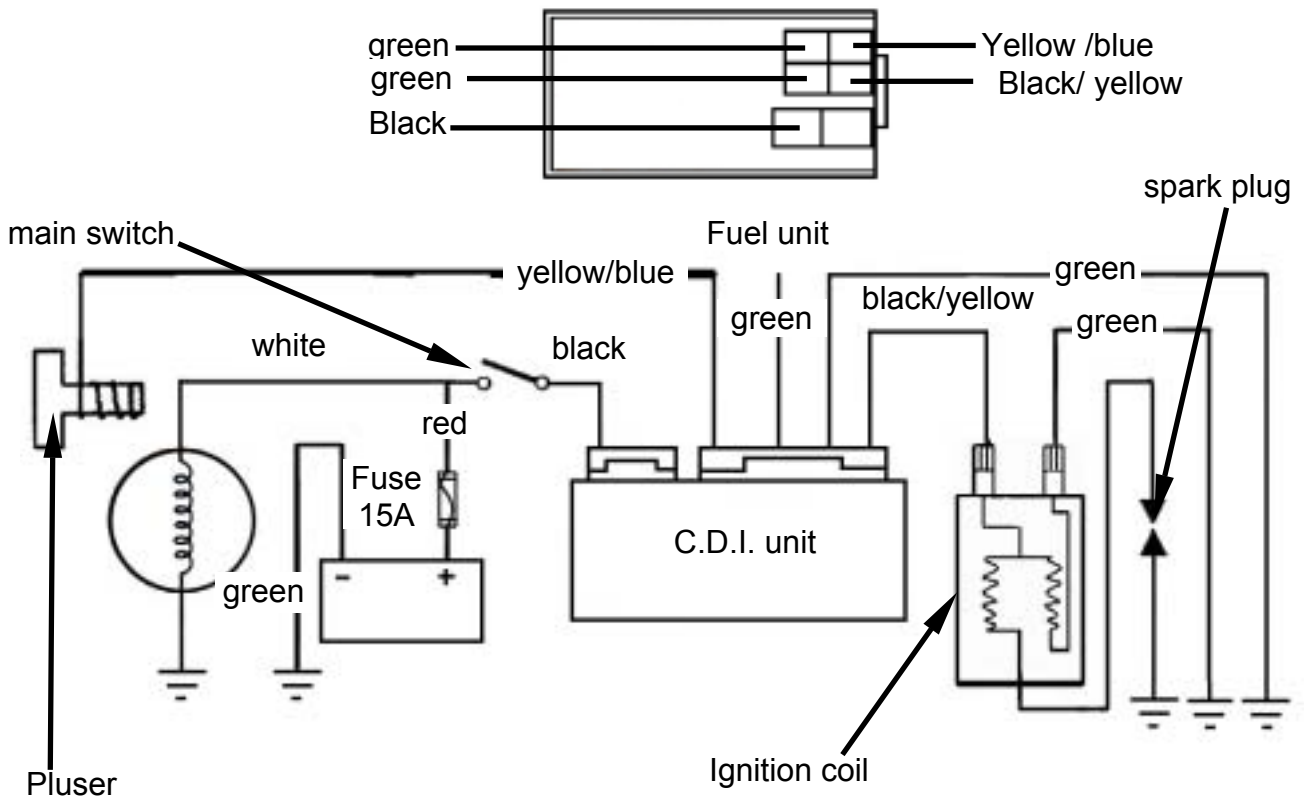 green
Yellow /blue
green
Black/ yellow
Black
spark plug
main switch
Fuel unit
yellow/blue
green
black/yellow
green
green
white
black
red
Fuse
15A
C.D.I. unit
- +
green
Ignition coil
Pluser